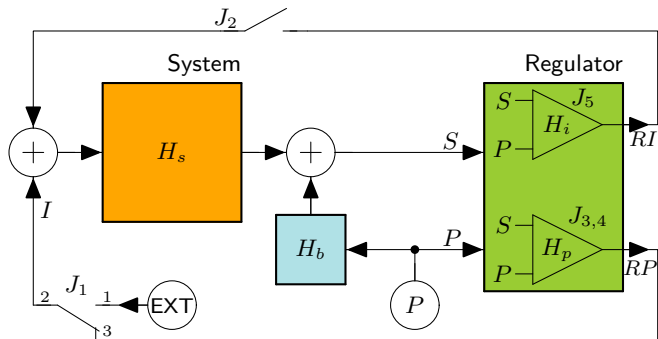 J2
System
Regulator
S
J5
+
Hs
+
S
Hi
P
RI
I
S
J3,4
Hb
P
Hp
RP
P
J1
2
1
EXT
P
3